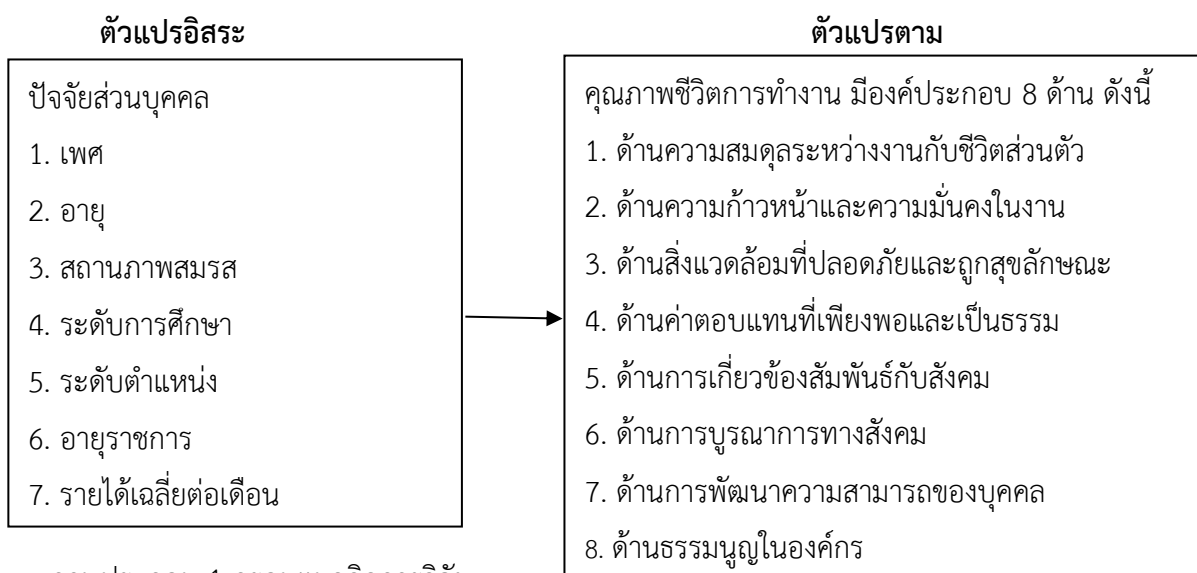 ตัวแปรอิสระ
ปัจจัยส่วนบุคคล
1. เพศ
2. อายุ
3. สถานภาพสมรส
4. ระดับการศึกษา
5. ระดับตำแหน่ง
6. อายุราชการ
7. รายได้เฉลี่ยต่อเดือน
ตัวแปรตาม
คุณภาพชีวิตการทำงาน มีองค์ประกอบ 8 ด้าน ดังนี้
1. ด้านความสมดุลระหว่างงานกับชีวิตส่วนตัว
2. ด้านความก้าวหน้าและความมั่นคงในงาน
3. ด้านสิ่งแวดล้อมที่ปลอดภัยและถูกสุขลักษณะ
4. ด้านค่าตอบแทนที่เพียงพอและเป็นธรรม
5. ด้านการเกี่ยวข้องสัมพันธ์กับสังคม
6. ด้านการบูรณาการทางสังคม
7. ด้านการพัฒนาความสามารถของบุคคล
8. ด้านธรรมนูญในองค์กร